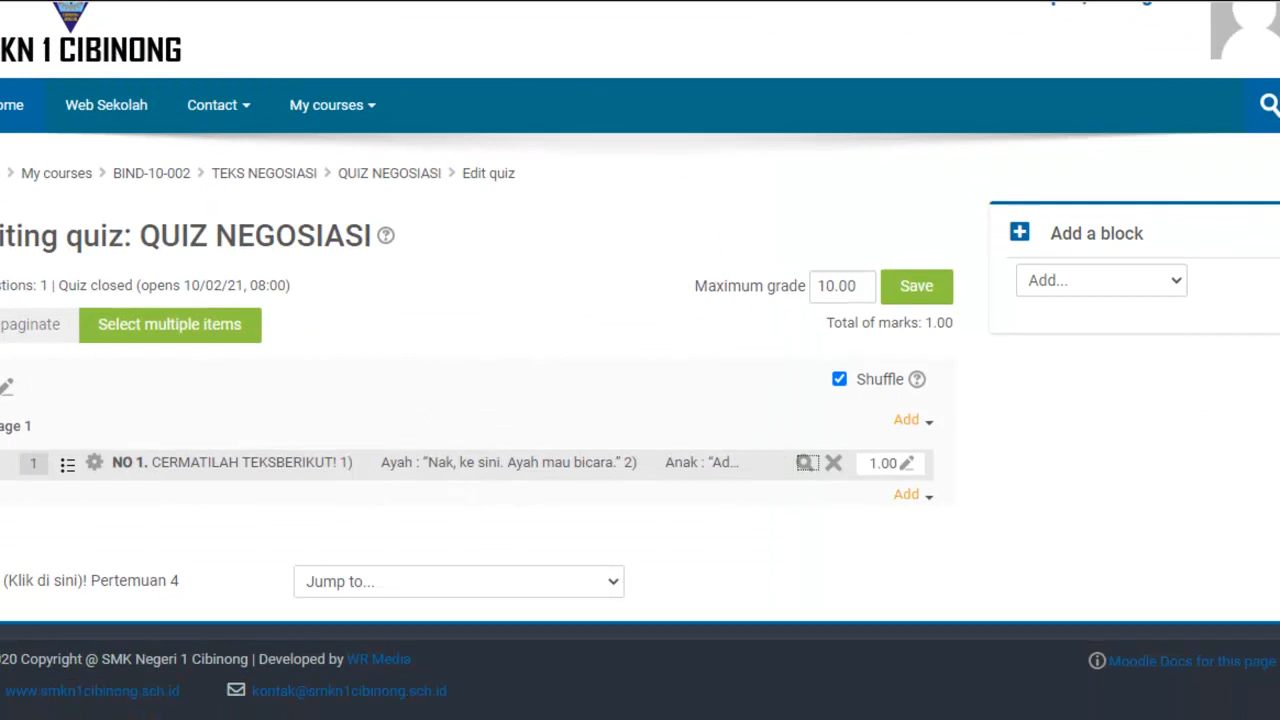 KN 1 CIBINONG
ome Web Sekolah Contact My courses
My courses BIND-10-002 TEKS NEGOSIASI QUIZ NEGOSIASI Edit quiz
iting quiz: QUIZ NEGOSIASI
Add a block
Add...
tions: 1 | Quiz closed (opens 10/02/21, 08:00)
Maximum grade 10.00 Save
paginate Select multiple items
Total of marks: 1.00
Shuffle
age 1
Add
1 NO 1. CERMATILAH TEKSBERIKUT! 1) Ayah : “Nak, ke sini. Ayah mau bicara.” 2) Anak : “Ad... 1.00
Add
(Klik di sini)! Pertemuan 4 Jump to...
20 Copyright @ SMK Negeri 1 Cibinong | Developed by WR Media
Moodle Docs for this page
www.smkn1cibinong.sch.id kontak@smkn1cibinong.sch.id